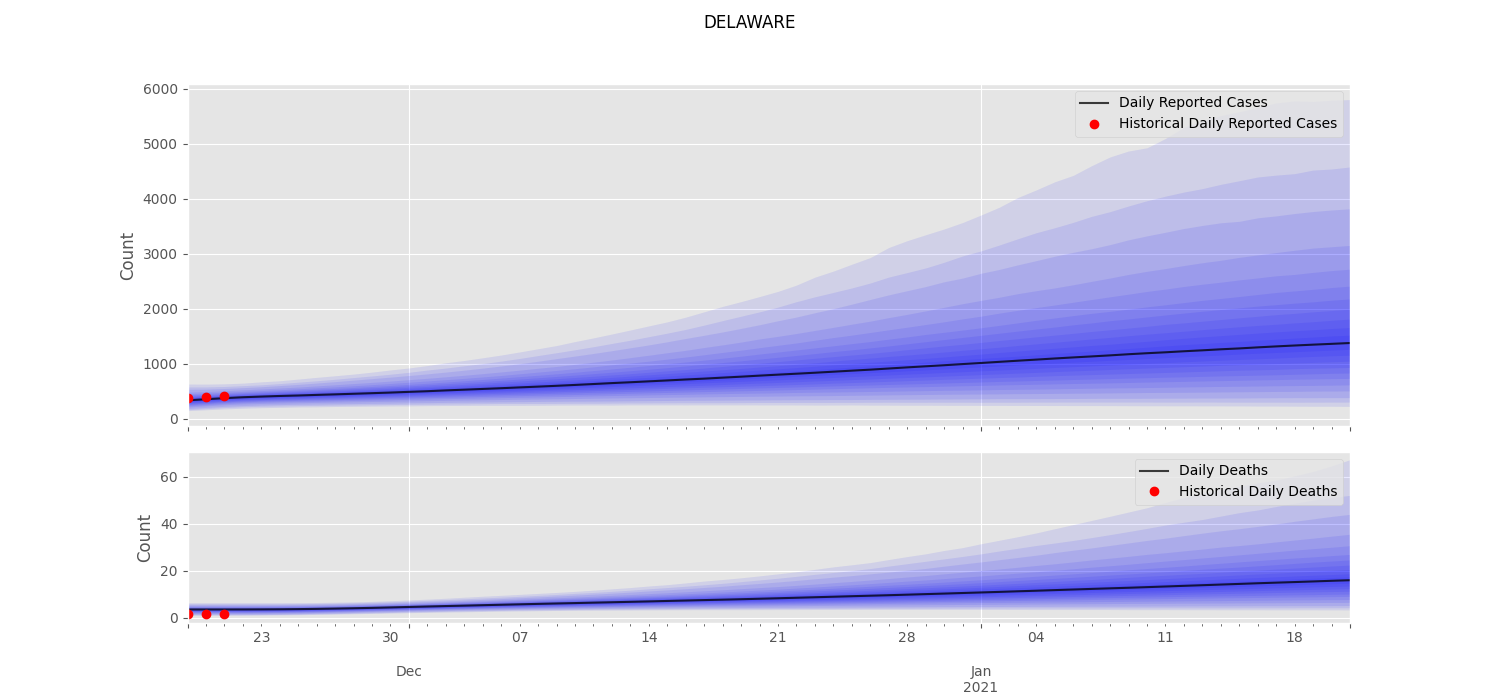 DELAWARE
6000
5000
4000
3000
2000
1000
0
Count
Daily Reported Cases
Historical Daily Reported Cases
60
40
20
0
Count
Daily Deaths
Historical Daily Deaths
23 30 07 14 21 28 04 11 18
Dec Jan
2021